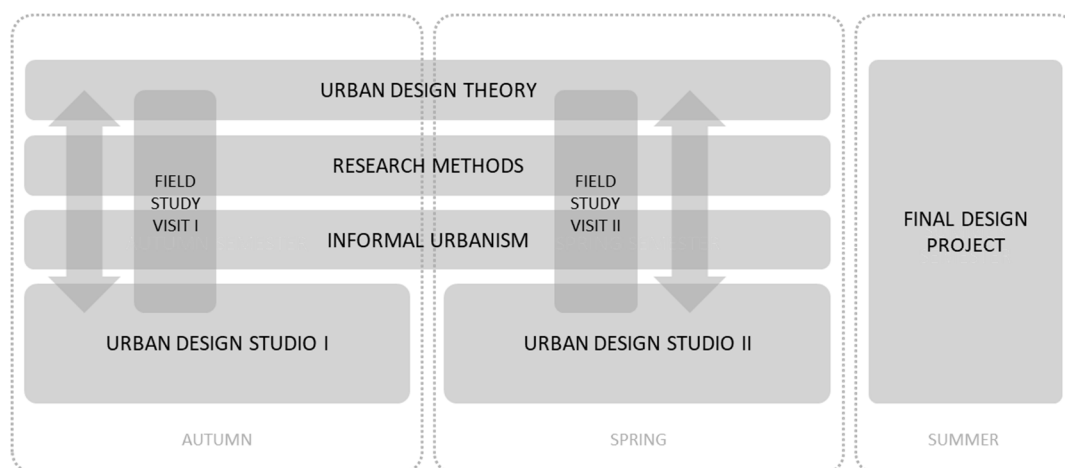 URBAN DESIGN THEORY
RESEARCH METHODS
FIELD
STUDY
VISIT I
FIELD
STUDY
VISIT II
INFORMAL URBANISM
FINAL DESIGN
PROJECT
URBAN DESIGN STUDIO I
URBAN DESIGN STUDIO II
AUTUMN
SPRING
SUMMER